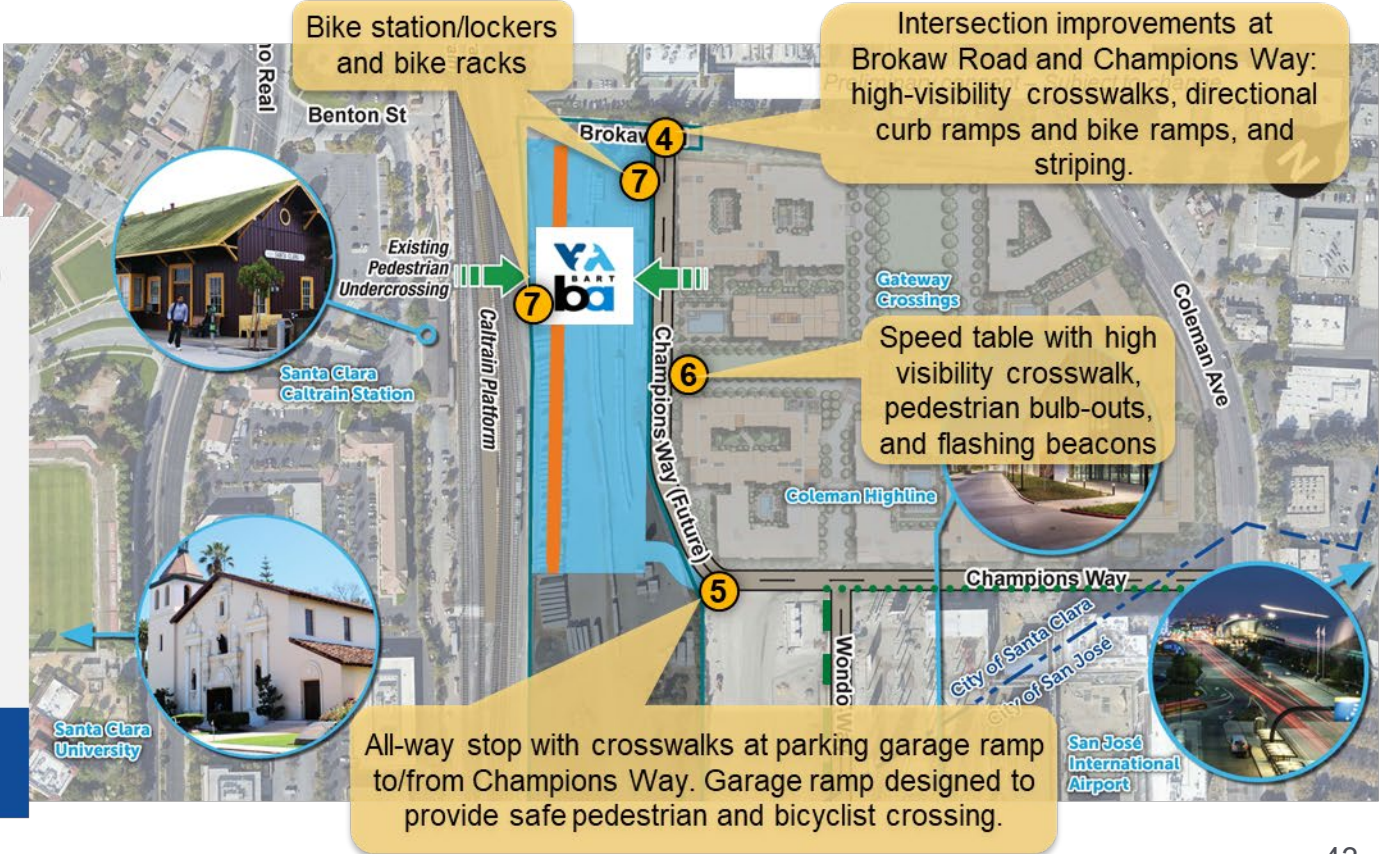 Bike station/lockers
and bike racks
Intersection improvements at
Brokaw Road and Champions Way:
high-visibility crosswalks, directional
curb ramps and bike ramps, and
striping.
Preliminary concept - Subject to change
Real
Benton St
Brokaw
4
7
N
Existing
Pedestrian
Undercrossing
VTA
BART
ba
7
Gateway
Crossings
Coleman Ave
Caltrain Platform
Champions Way (Future)
Santa Clara
Caltrain Station
6
Speed table with high
visibility crosswalk,
pedestrian bulb-outs,
and flashing beacons
Coleman Highline
5
Champions Way
City of Santa Clara
City of San José
Santa Clara
University
All-way stop with crosswalks at parking garage ramp
to/from Champions Way. Garage ramp designed to
provide safe pedestrian and bicyclist crossing.
San José
International
Airport